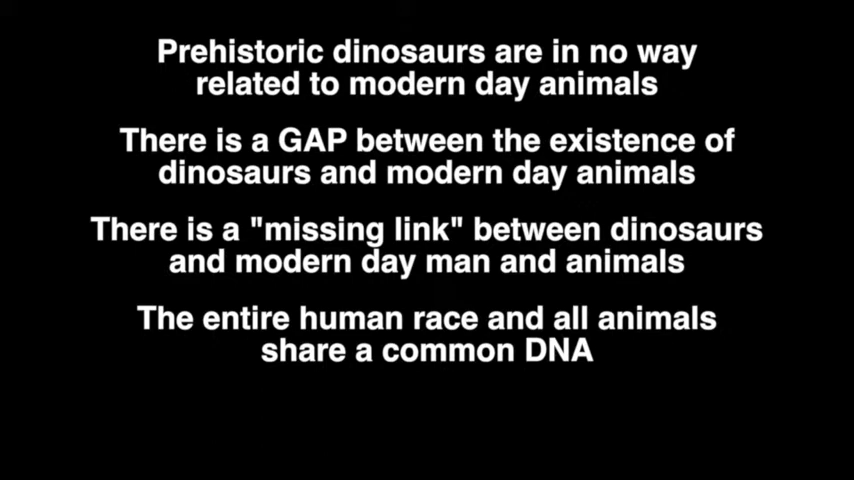 Prehistoric dinosaurs are in no way
related to modern day animals
There is a GAP between the existence of
dinosaurs and modern day animals
There is a "missing link" between dinosaurs
and modern day man and animals
The entire human race and all animals
share a common DNA